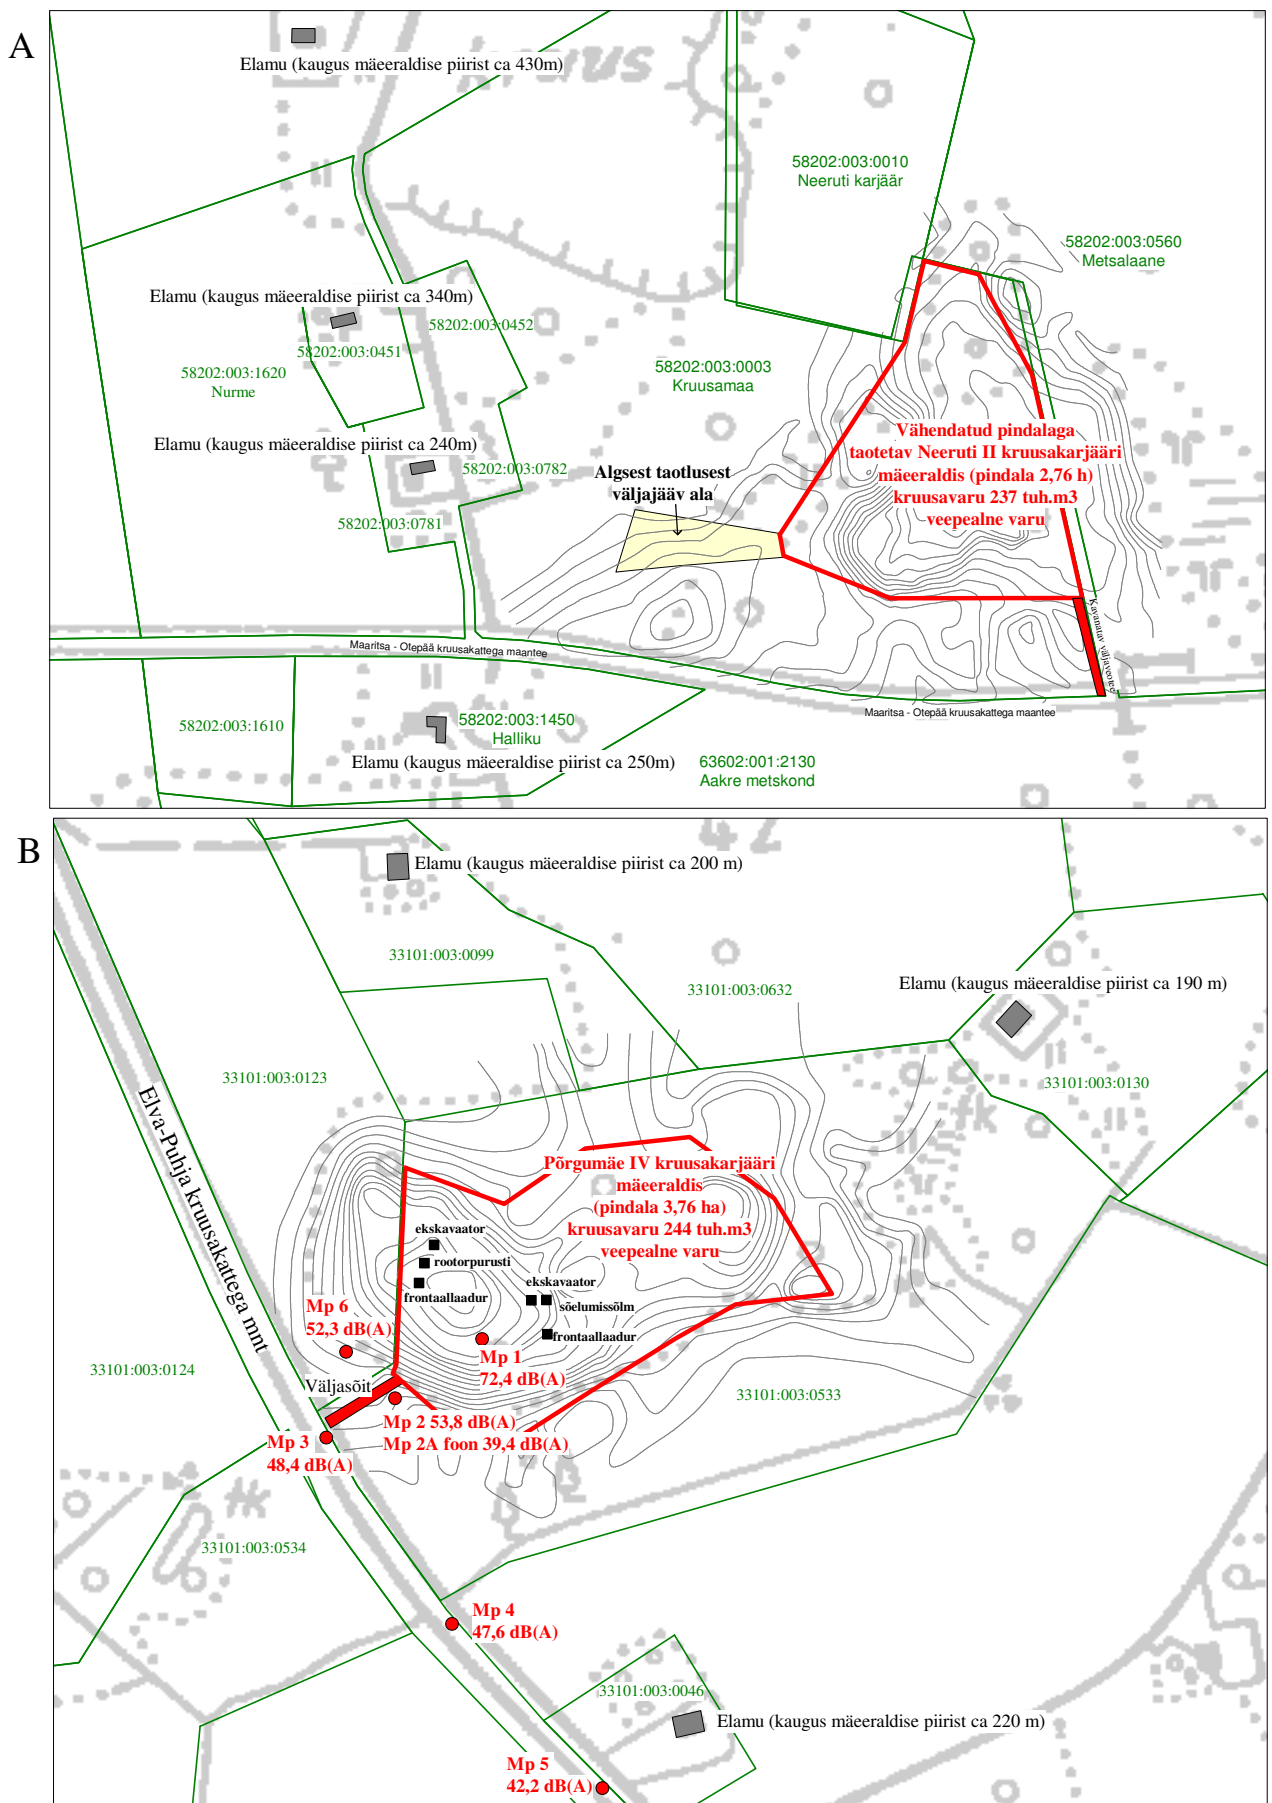 A
Elamu (kaugus mäeeraldise piirist ca 430m)
58202:003:0010
Neeruti karjäär
58202:003:0560
Metsalaane
Elamu (kaugus mäeeraldise piirist ca 340m)
58202:003:0452
58202:003:0451
58202:003:1620
Nurme
58202:003:0003
Kruusamaa
Elamu (kaugus mäeeraldise piirist ca 240m)
58202:003:0782
58202:003:0781
Algsest taotlusest
väljajääv ala
Vähendatud pindalaga
taotetav Neeruti II kruusakarjääri
mäeeraldis (pindala 2,76 h)
kruusavaru 237 tuh.m3
veepealne varu
Kavanatav väljaveotee
Maaritsa - Otepää kruusakattega maantee
Maaritsa - Otepää kruusakattega maantee
58202:003:1610
58202:003:1450
Halliku
Elamu (kaugus mäeeraldise piirist ca 250m)
63602:001:2130
Aakre metskond
B
Elamu (kaugus mäeeraldise piirist ca 200 m)
33101:003:0099
33101:003:0632
Elamu (kaugus mäeeraldise piirist ca 190 m)
33101:003:0123
33101:003:0130
Elva-Puhja kruusakattega mnt
Põrgumäe IV kruusakarjääri
mäeeraldis
(pindala 3,76 ha)
kruusavaru 244 tuh.m3
veepealne varu
ekskavaator
rootorpurusti
frontaallaadur
ekskavaator
sõelumissõlm
frontaallaadur
Mp 6
52,3 dB(A)
Mp 1
72,4 dB(A)
33101:003:0124
Väljasõit
33101:003:0533
Mp 2 53,8 dB(A)
Mp 2A foon 39,4 dB(A)
Mp 3
48,4 dB(A)
33101:003:0534
Mp 4
47,6 dB(A)
33101:003:0046
Elamu (kaugus mäeeraldise piirist ca 220 m)
Mp 5
42,2 dB(A)